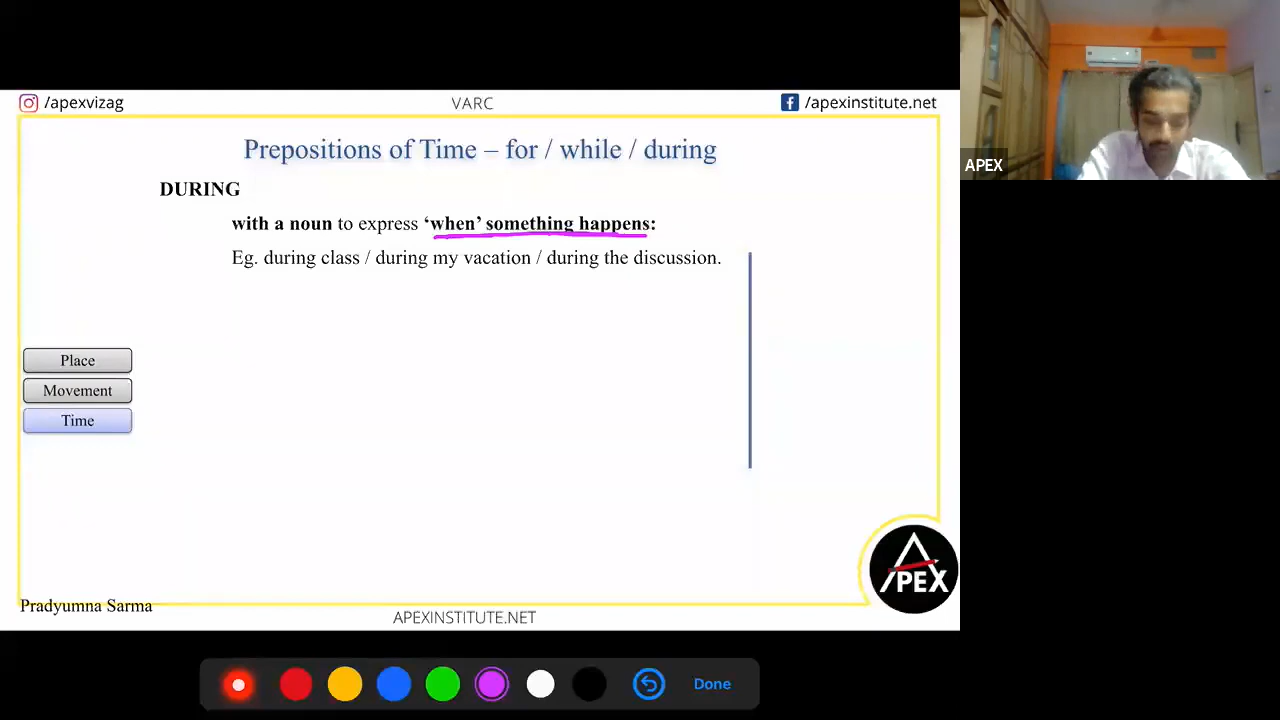 /apexvizag
VARC
/apexinstitute.net
Prepositions of Time – for / while / during
DURING
with a noun to express ‘when’ something happens:
Eg. during class / during my vacation / during the discussion.
Place
Movement
Time
APEX
Pradyumna Sarma
APEXINSTITUTE.NET
APEX
Done